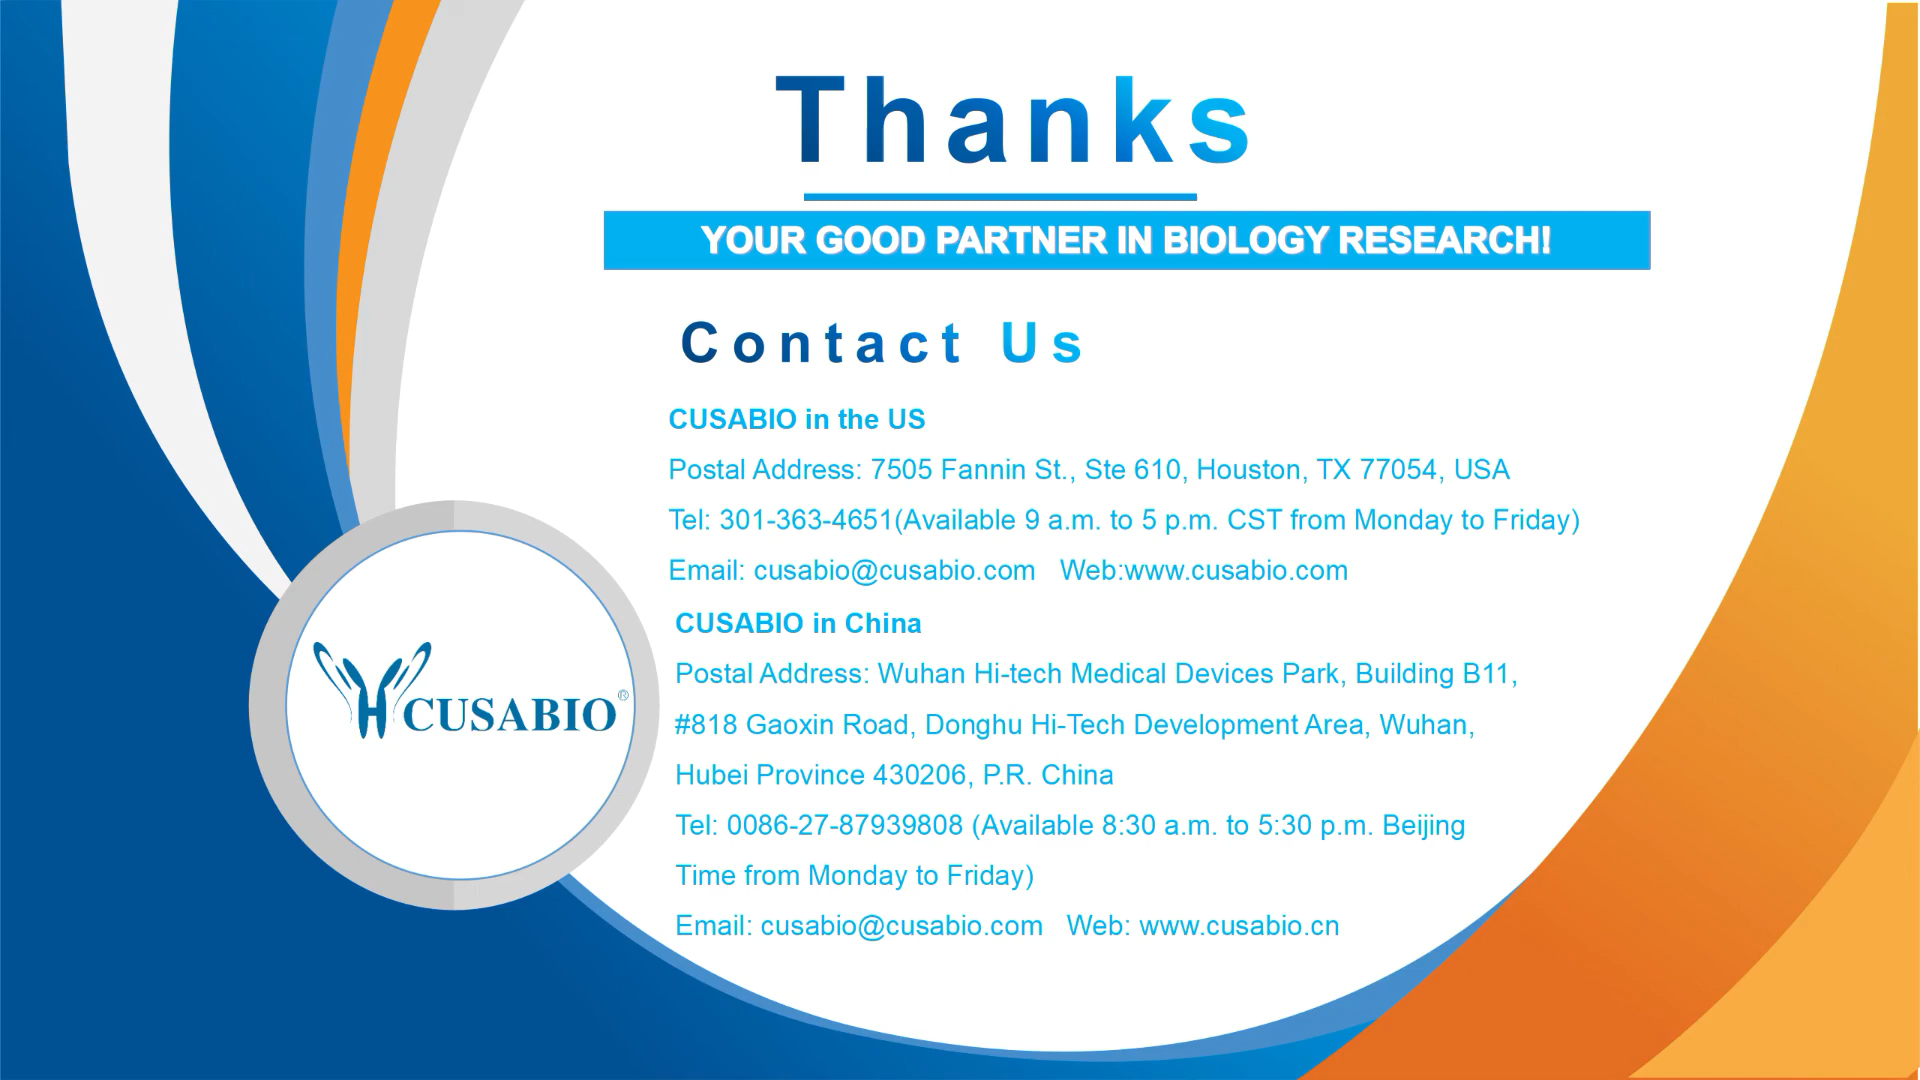 Thanks
YOUR GOOD PARTNER IN BIOLOGY RESEARCH!
Contact Us
CUSABIO in the US
Postal Address: 7505 Fannin St., Ste 610, Houston, TX 77054, USA
Tel: 301-363-4651(Available 9 a.m. to 5 p.m. CST from Monday to Friday)
Email: cusabio@cusabio.com   Web:www.cusabio.com
CUSABIO in China
Postal Address: Wuhan Hi-tech Medical Devices Park, Building B11,
#818 Gaoxin Road, Donghu Hi-Tech Development Area, Wuhan,
Hubei Province 430206, P.R. China
Tel: 0086-27-87939808 (Available 8:30 a.m. to 5:30 p.m. Beijing
Time from Monday to Friday)
Email: cusabio@cusabio.com   Web: www.cusabio.cn
CUSABIO®